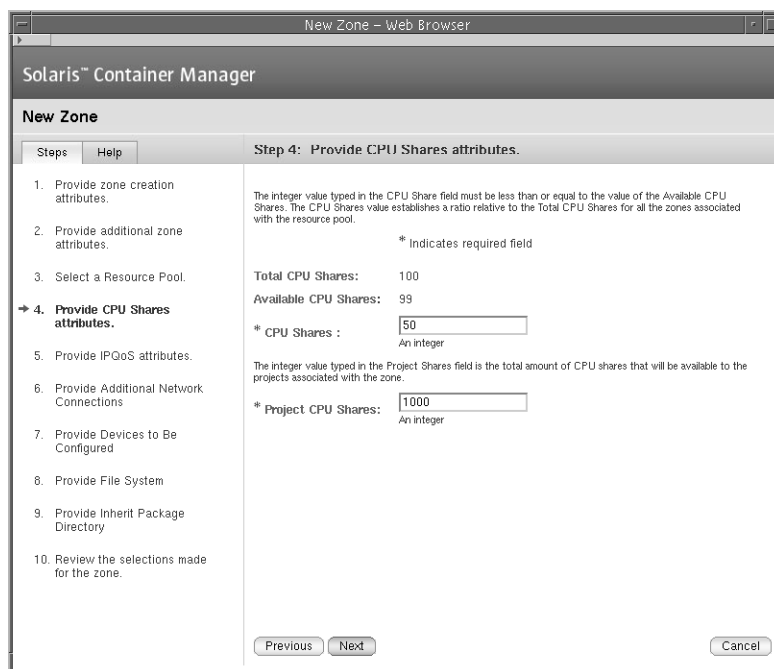 New Zone – Web Browser
Solaris™ Container Manager
New Zone
Steps
Help
1. Provide zone creation
attributes.
2. Provide additional zone
attributes.
3. Select a Resource Pool.
4. Provide CPU Shares
attributes.
5. Provide IPQoS attributes.
6. Provide Additional Network
Connections
7. Provide Devices to Be
Configured
8. Provide File System
9. Provide Inherit Package
Directory
10. Review the selections made
for the zone.
Step 4: Provide CPU Shares attributes.
The integer value typed in the CPU Share field must be less than or equal to the value of the Available CPU
Shares. The CPU Shares value establishes a ratio relative to the Total CPU Shares for all the zones associated
with the resource pool.
* Indicates required field
Total CPU Shares: 100
Available CPU Shares: 99
* CPU Shares : 50
An integer
The integer value typed in the Project Shares field is the total amount of CPU shares that will be available to the
projects associated with the zone.
* Project CPU Shares: 1000
An integer
Previous
Next
Cancel